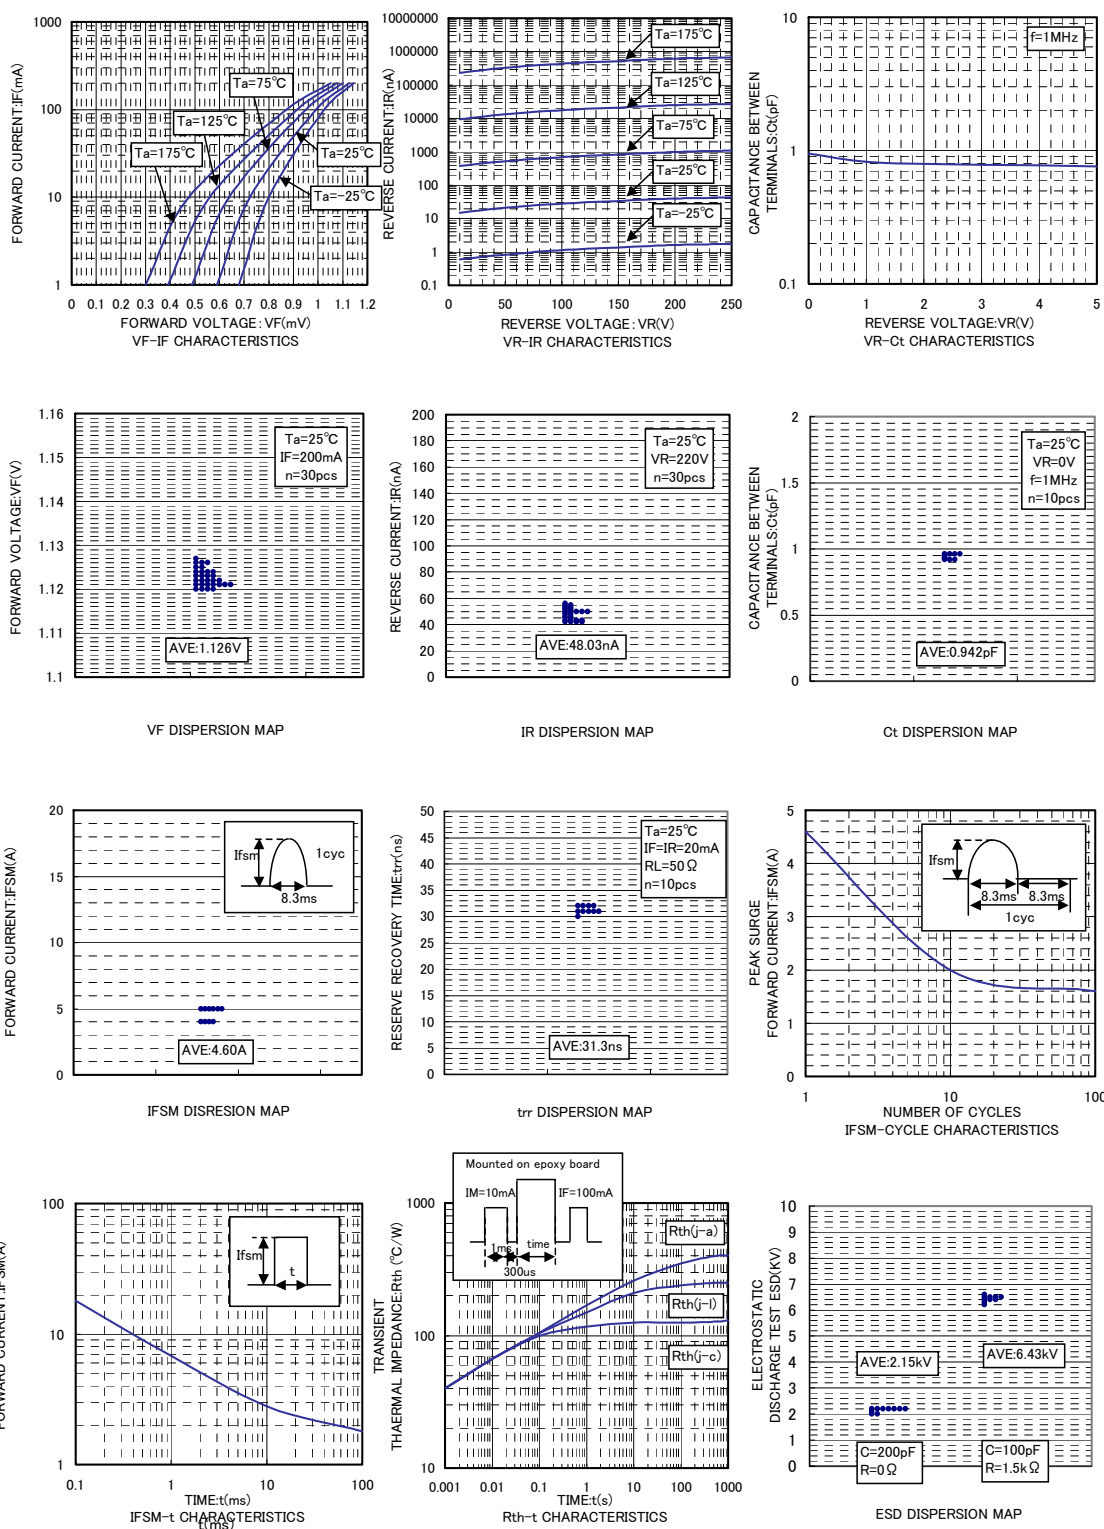 1000
100
10
1
0 0.1 0.2 0.3 0.4 0.5 0.6 0.7 0.8 0.9 1 1.1 1.2
FORWARD CURRENT:IF(mA)
Ta=75℃
Ta=125℃
Ta=175℃
Ta=25℃
Ta=-25℃
FORWARD VOLTAGE:VF(mV)
VF-IF CHARACTERISTICS
10000000
1000000
100000
10000
1000
100
10
1
0.1
0 50 100 150 200 250
REVERSE CURRENT:IR(nA)
Ta=175℃
Ta=125℃
Ta=75℃
Ta=25℃
Ta=-25℃
REVERSE VOLTAGE:VR(V)
VR-IR CHARACTERISTICS
10
1
0.1
0 1 2 3 4 5
CAPACITANCE BETWEEN
TERMINALS:Ct(pF)
f=1MHz
REVERSE VOLTAGE:VR(V)
VR-Ct CHARACTERISTICS
1.16
1.15
1.14
1.13
1.12
1.11
1.1
FORWARD VOLTAGE:VF(V)
Ta=25℃
IF=200mA
n=30pcs
AVE:1.126V
VF DISPERSION MAP
200
180
160
140
120
100
80
60
40
20
0
REVERSE CURRENT:IR(nA)
Ta=25℃
VR=220V
n=30pcs
AVE:48.03nA
IR DISPERSION MAP
2
1.5
1
0.5
0
CAPACITANCE BETWEEN
TERMINALS:Ct(pF)
Ta=25℃
VR=0V
f=1MHz
n=10pcs
AVE:0.942pF
Ct DISPERSION MAP
20
15
10
5
0
FORWARD CURRENT:IFSM(A)
Ifsm
1cyc
8.3ms
AVE:4.60A
IFSM DISRESION MAP
50
45
40
35
30
25
20
15
10
5
0
RESERVE RECOVERY TIME:trr(ns)
Ta=25℃
IF=IR=20mA
RL=50Ω
n=10pcs
AVE:31.3ns
trr DISPERSION MAP
5
4
3
2
1
0
1 10 100
PEAK SURGE
FORWARD CURRENT:IFSM(A)
Ifsm
8.3ms 8.3ms
1cyc
NUMBER OF CYCLES
IFSM-CYCLE CHARACTERISTICS
100
10
1
0.1 1 10 100
FORWARD CURRENT:IFSM(A)
Ifsm
t
TIME:t(ms)
IFSM-t CHARACTERISTICS
t(ms)
1000
100
10
0.001 0.01 0.1 1 10 100 1000
TRANSIENT
THAERMAL IMPEDANCE:Rth (℃/W)
Mounted on epoxy board
IM=10mA
IF=100mA
1ms
time
300us
Rth(j-a)
Rth(j-l)
Rth(j-c)
TIME:t(s)
Rth-t CHARACTERISTICS
10
9
8
7
6
5
4
3
2
1
0
ELECTROSTATIC
DISCHARGE TEST ESD(KV)
AVE:2.15kV
AVE:6.43kV
C=200pF
R=0Ω
C=100pF
R=1.5kΩ
ESD DISPERSION MAP